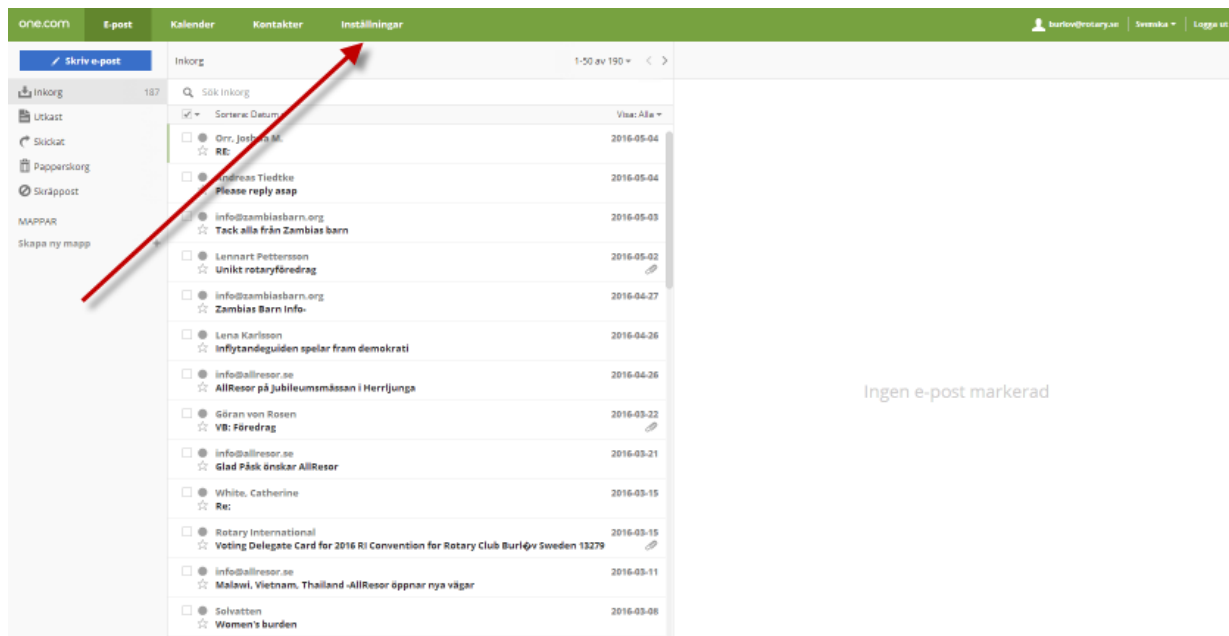 one.com E-post Kalender Kontakter Inställningar burlov@rotary.se Svenska Logga ut
Skriv e-post Inkorg 1-50 av 190
Inkorg 187 Sök Inkorg
Utkast Sortera: Datum Visa: Alla
Skickat
Papperskorg
Skräppost
MAPPAR
Skapa ny mapp +
Orr, Joshua M. 2016-05-04
RE:
Andreas Tiedtke 2016-05-04
Please reply asap
info@zambiasbarn.org 2016-05-03
Tack alla från Zambias barn
Lennart Pettersson 2016-05-02
Unikt rotaryföredrag
info@zambiasbarn.org 2016-04-27
Zambias Barn Info-
Lena Karlsson 2016-04-26
Inflytandeguiden spelar fram demokrati
info@allresor.se 2016-04-26
AllResor på Jubileumsmässan i Herrljunga
Göran von Rosen 2016-03-22
VB: Föredrag
info@allresor.se 2016-03-21
Glad Påsk önskar AllResor
White, Catherine 2016-03-15
Re:
Rotary International 2016-03-15
Voting Delegate Card for 2016 RI Convention for Rotary Club Burl�v Sweden 13279
info@allresor.se 2016-03-11
Malawi, Vietnam, Thailand -AllResor öppnar nya vägar
Solvatten 2016-03-08
Women's burden
Ingen e-post markerad